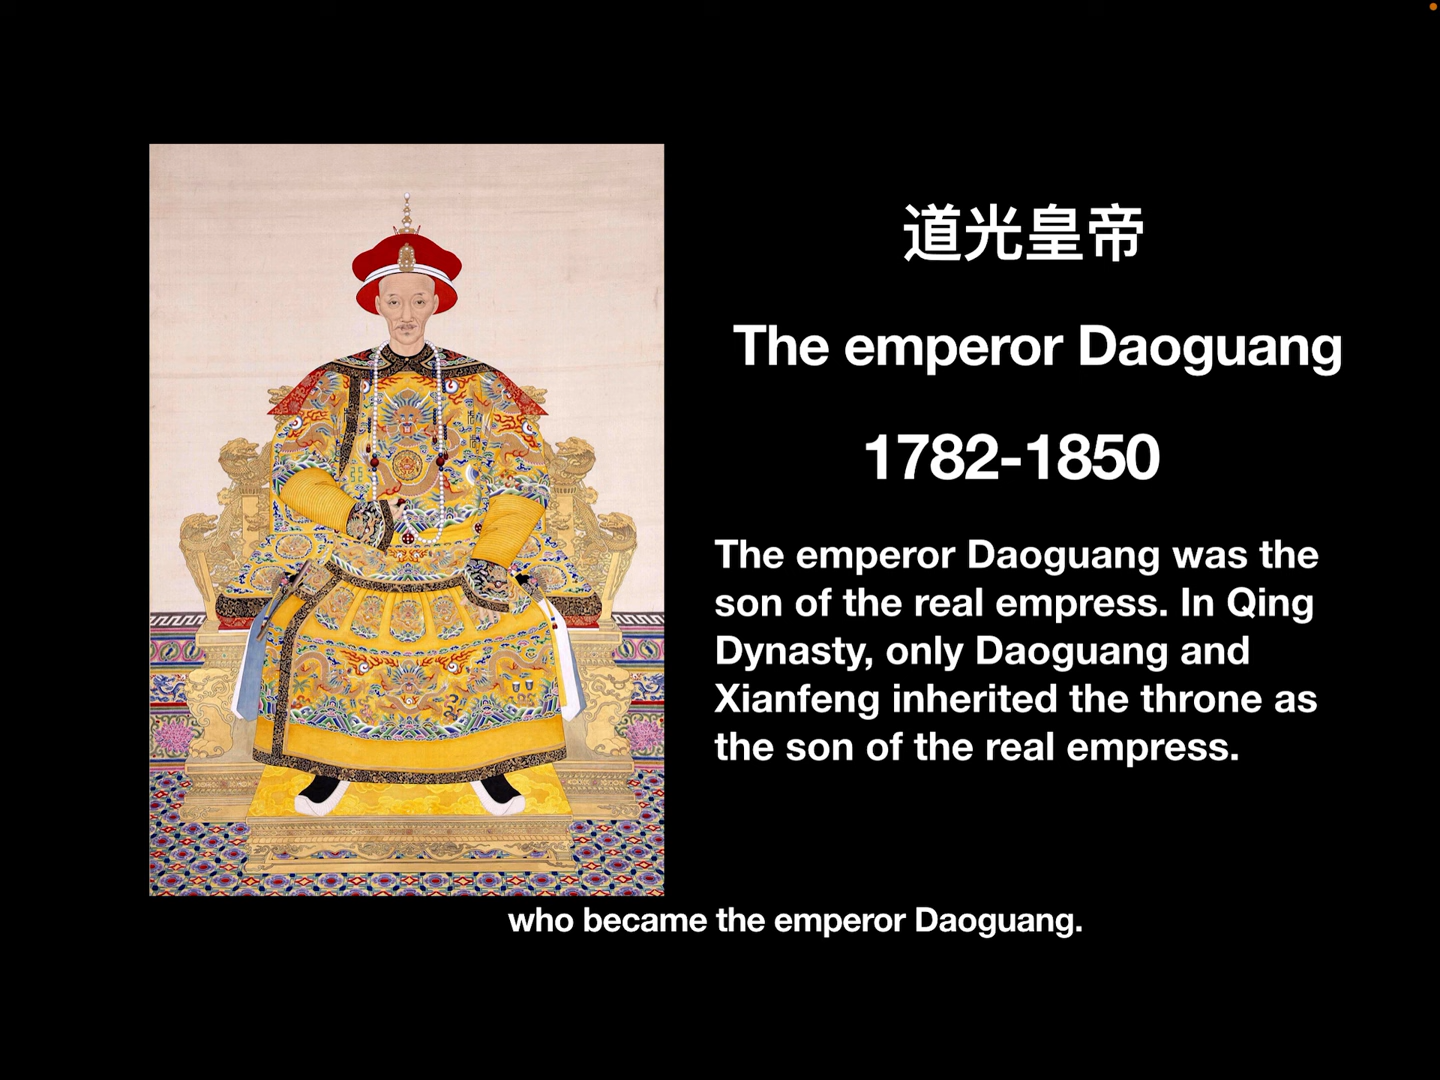 道光皇帝
The emperor Daoguang
1782-1850
The emperor Daoguang was the
son of the real empress. In Qing
Dynasty, only Daoguang and
Xianfeng inherited the throne as
the son of the real empress.
who became the emperor Daoguang.